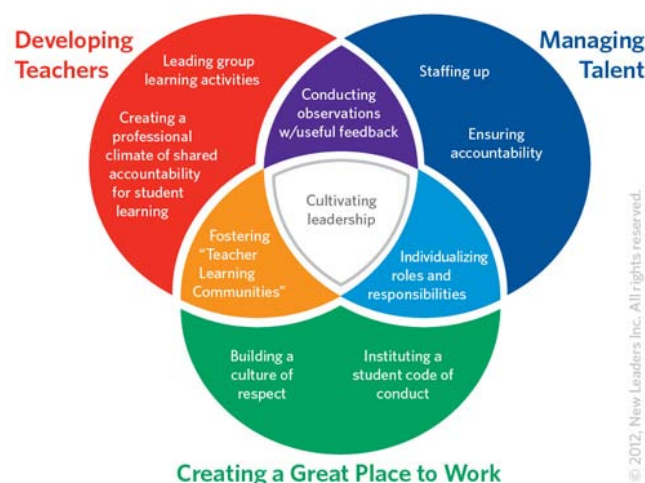 Developing
Teachers
Managing
Talent
Leading group
learning activities
Creating a
professional
climate of shared
accountability
for student
learning
Conducting
observations
w/useful feedback
Staffing up
Ensuring
accountability
Cultivating
leadership
Fostering
“Teacher
Learning
Communities”
Individualizing
roles and
responsibilities
Building a
culture of
respect
Instituting a
student code of
conduct
Creating a Great Place to Work
© 2012, New Leaders Inc. All rights reserved.